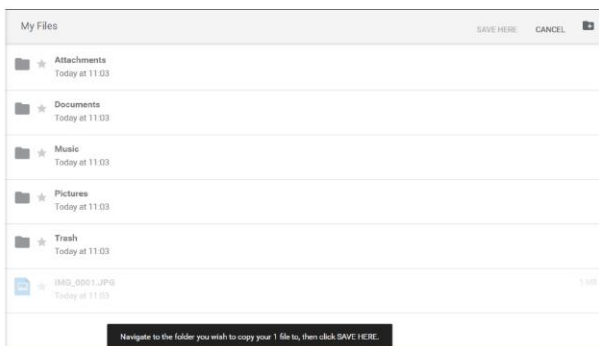 My Files
SAVE HERE CANCEL
Attachments
Today at 11:03
Documents
Today at 11:03
Music
Today at 11:03
Pictures
Today at 11:03
Trash
Today at 11:03
IMG_0001.JPG
Today at 11:03
Navigate to the folder you wish to copy your 1 file to, then click SAVE HERE.